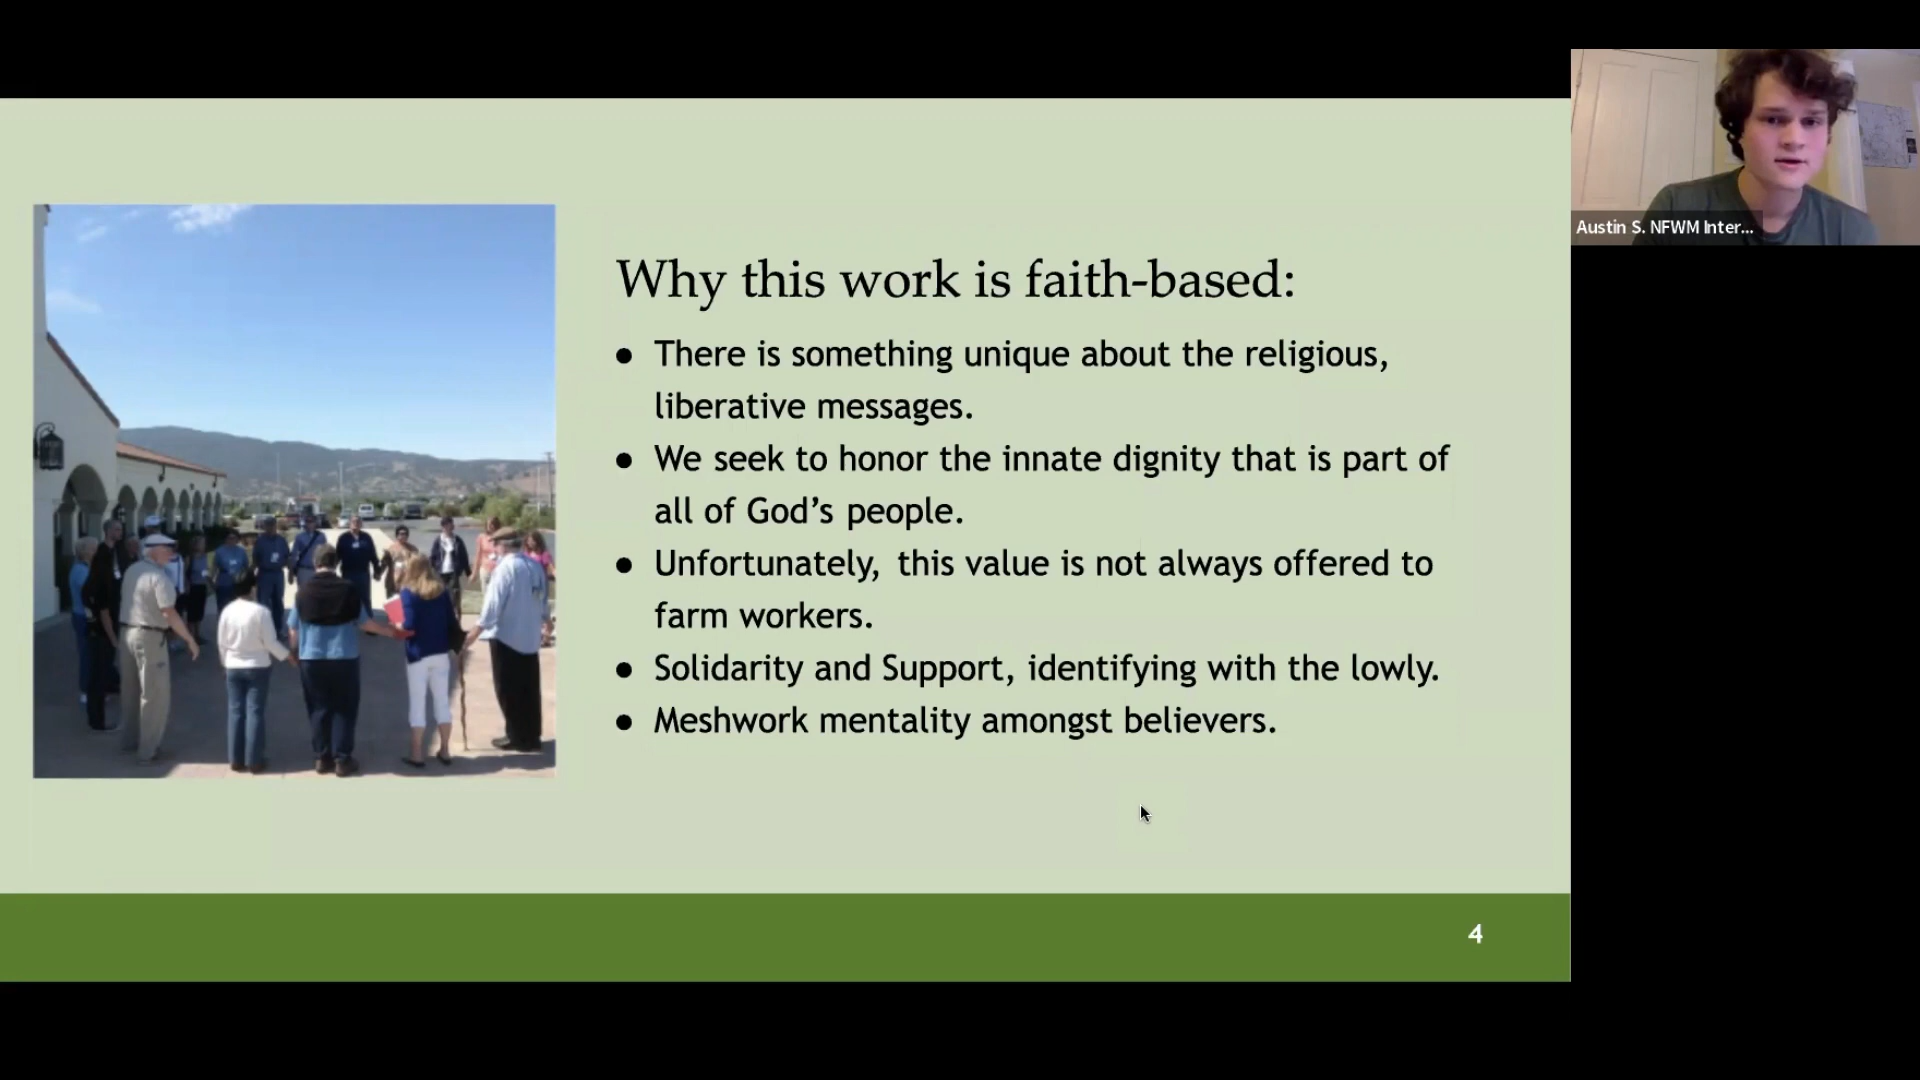 Why this work is faith-based:
● There is something unique about the religious,
liberative messages.
● We seek to honor the innate dignity that is part of
all of God’s people.
● Unfortunately, this value is not always offered to
farm workers.
● Solidarity and Support, identifying with the lowly.
● Meshwork mentality amongst believers.
4
Austin S. NFWM Inter...